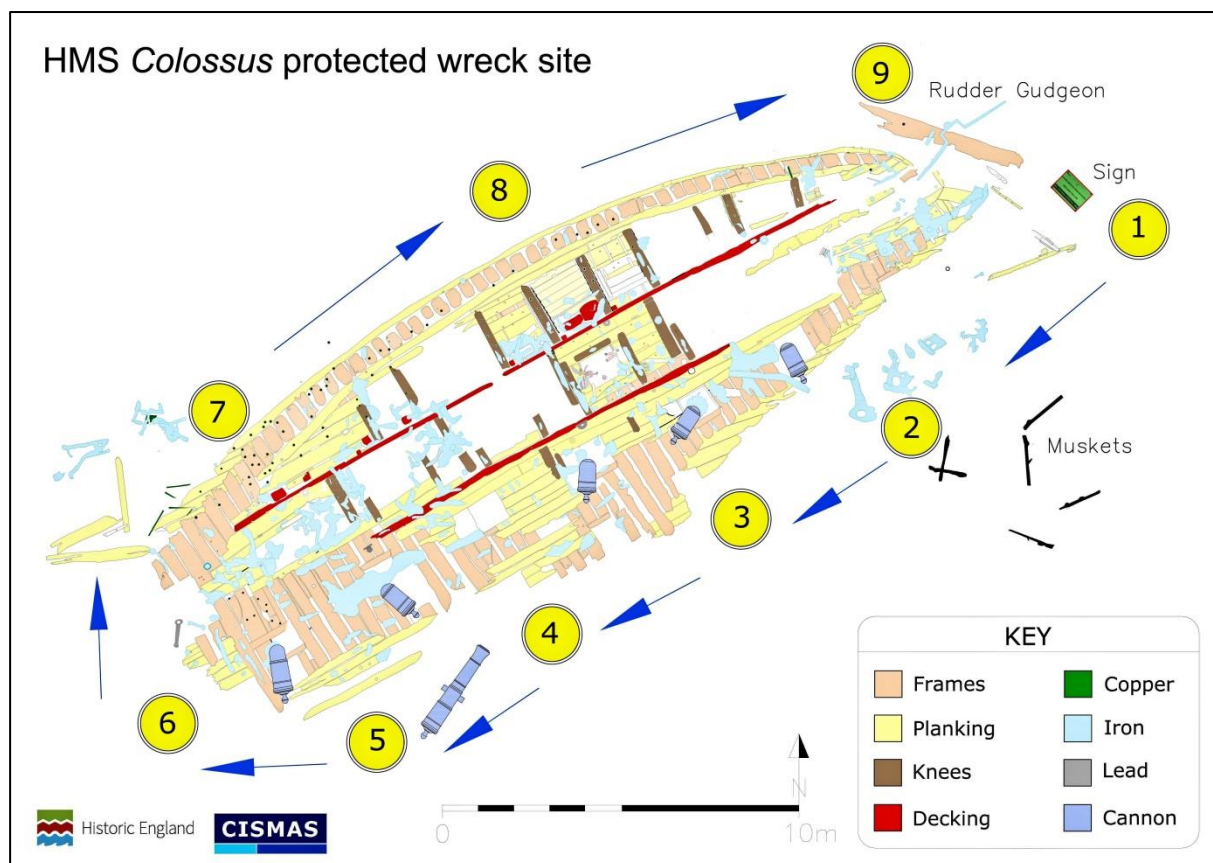 HMS Colossus protected wreck site
9
Rudder Gudgeon
Sign
1
8
7
2
Muskets
3
4
5
6
KEY
Frames
Copper
Planking
Iron
Knees
Lead
Decking
Cannon
N
0
10m
Historic England
CISMAS